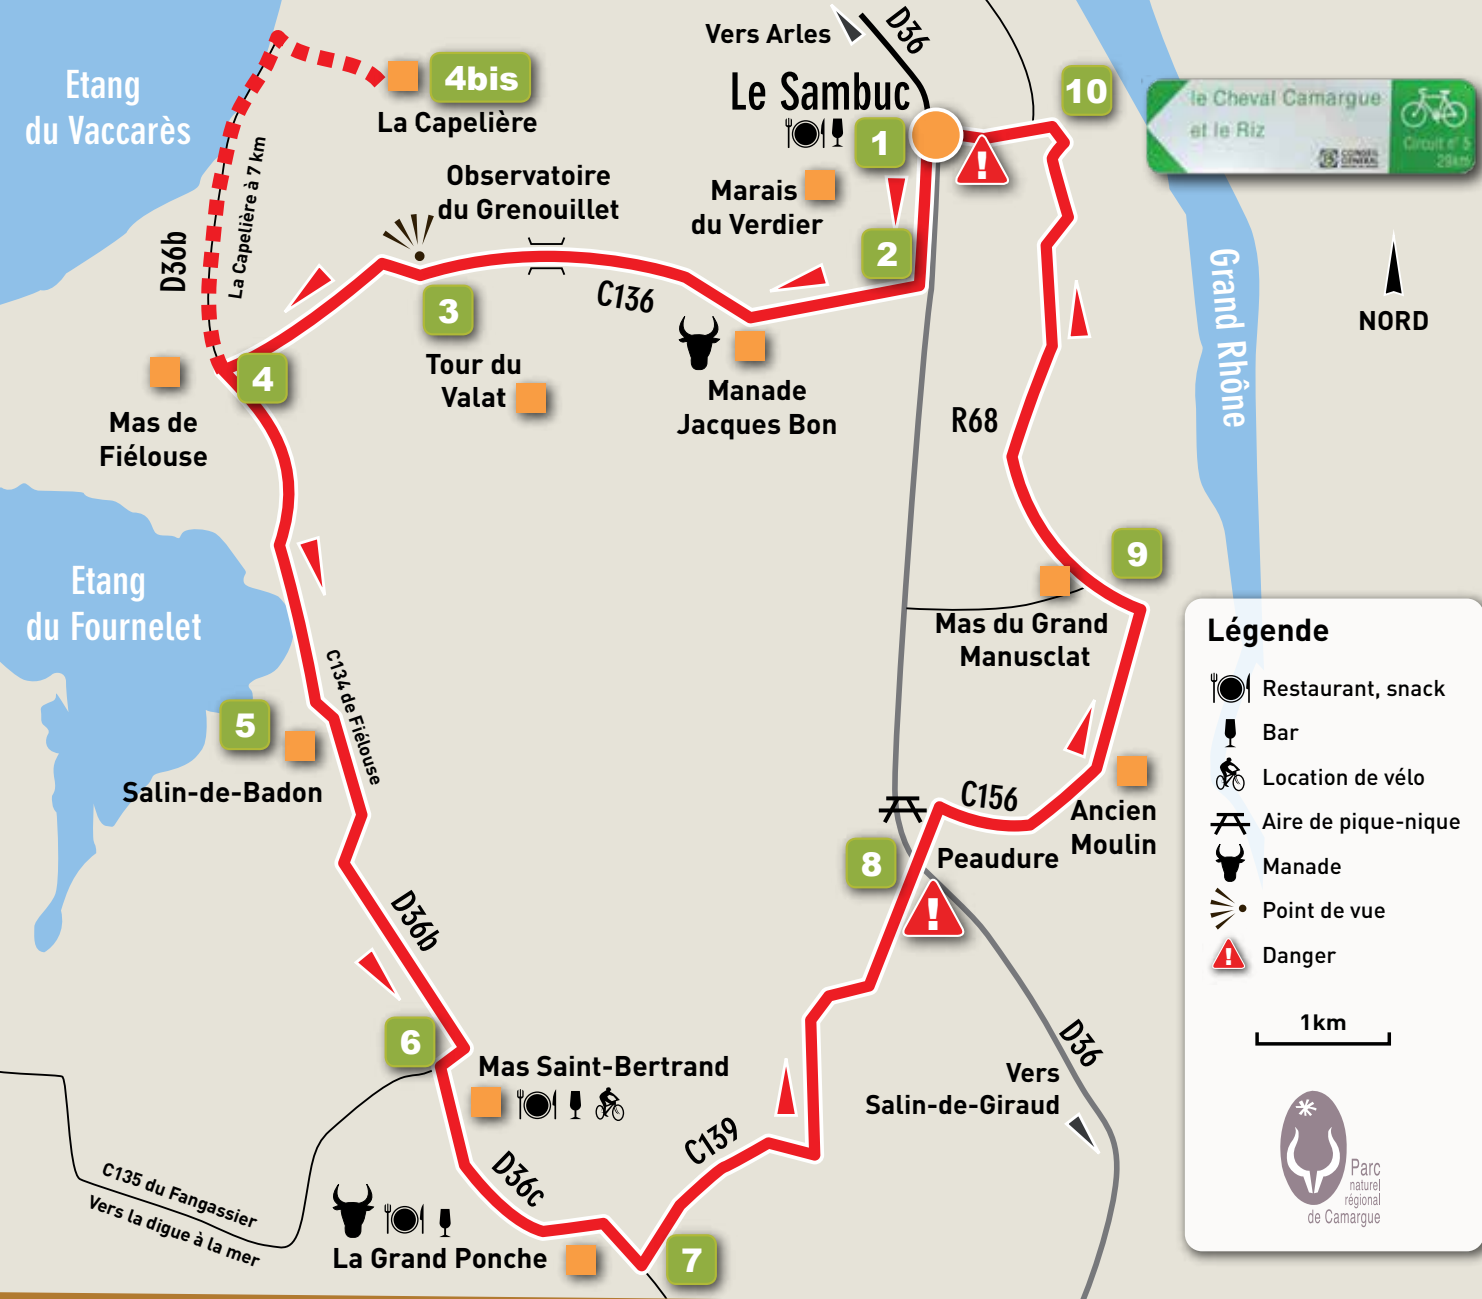 Vers Arles
D36
Le Sambuc
1
10
le Cheval Camargue
et le Riz
CONSEIL
GENERAL
Circuit n° 5
29km
Etang
du Vaccarès
4bis
La Capelière
D36b
La Capelière à 7 km
Observatoire
du Grenouillet
Marais
du Verdier
2
C136
3
Tour du
Valat
Manade
Jacques Bon
4
Mas de
Fiélouse
Grand Rhône
NORD
R68
9
Mas du Grand
Manusclat
Etang
du Fournelet
C134 de Fiélouse
5
Salin-de-Badon
C156
Ancien
Moulin
8
Peaudure
D36b
6
Mas Saint-Bertrand
D36
Vers
Salin-de-Giraud
C139
D36c
C135 du Fangassier
Vers la digue à la mer
La Grand Ponche
7
Légende
Restaurant, snack
Bar
Location de vélo
Aire de pique-nique
Manade
Point de vue
Danger
1km
Parc
naturel
régional
de Camargue